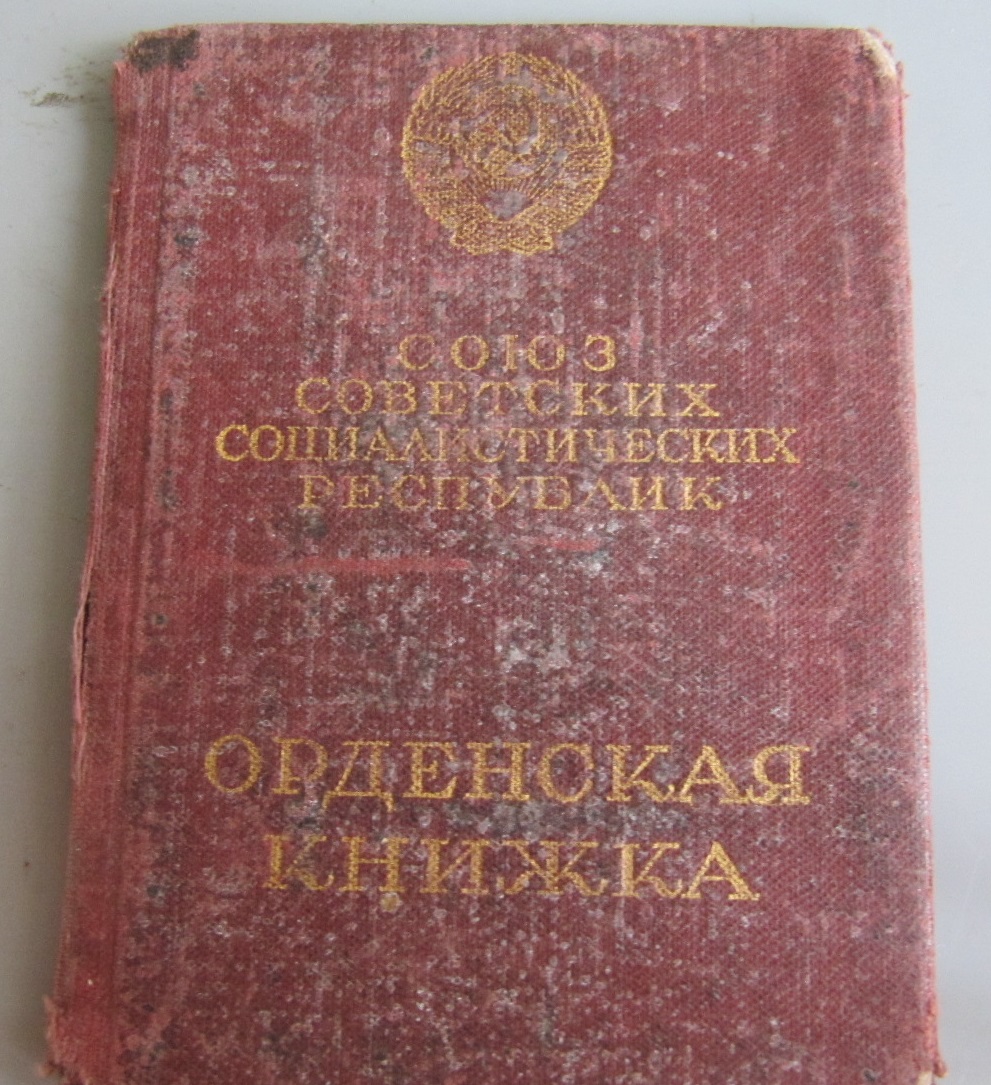 СОЮЗ
СОВЕТСКИХ
СОЦИАЛИСТИЧЕСКИХ
РЕСПУБЛИК
ОРДЕНСКАЯ
КНИЖКА